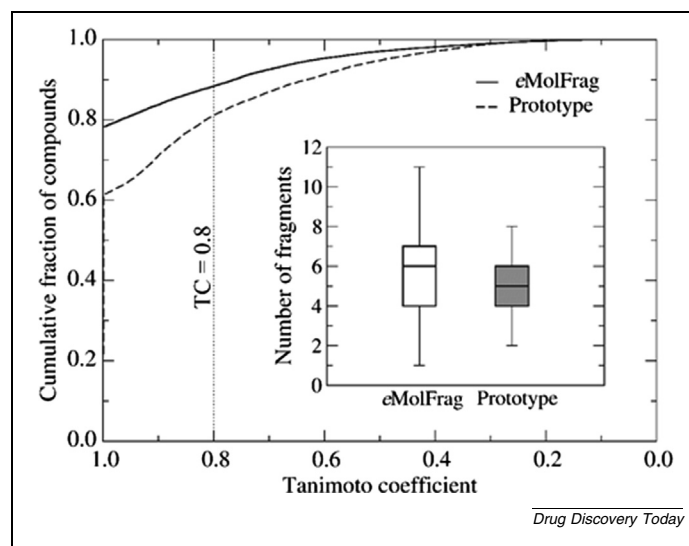 1.0
0.8
0.6
0.4
0.2
0.0
Cumulative fraction of compounds
1.0
0.8
0.6
0.4
0.2
0.0
Tanimoto coefficient
TC = 0.8
eMolFrag
Prototype
12
10
8
6
4
2
0
Number of fragments
eMolFrag
Prototype
Drug Discovery Today